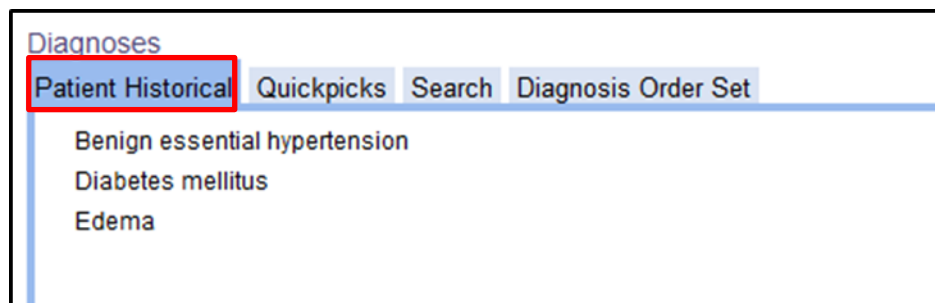 Diagnoses
Patient Historical Quickpicks Search Diagnosis Order Set
Benign essential hypertension
Diabetes mellitus
Edema